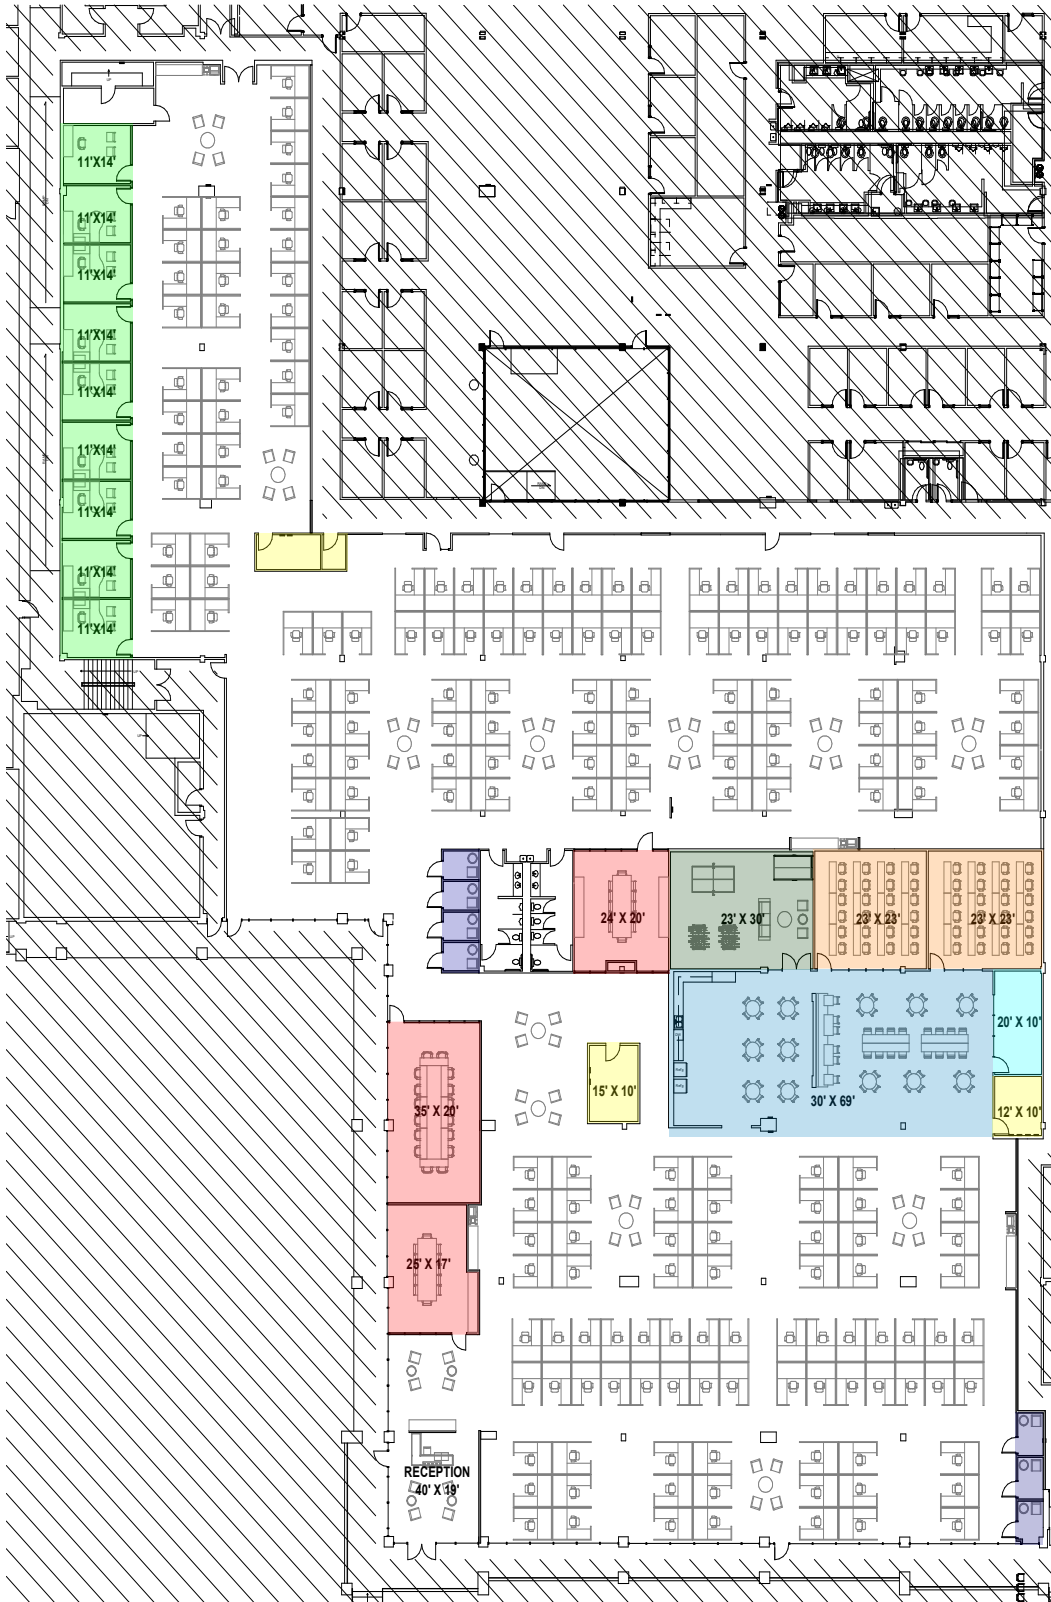 11'X14'
11'X14'
11'X14'
11'X14'
11'X14'
11'X14'
11'X14'
11'X14'
11'X14'
24' X 20'
23' X 30'
23' X 23'
23' X 23'
20' X 10'
35' X 20'
15' X 10'
30' X 69'
12' X 10'
25' X 17'
RECEPTION
40' X 19'